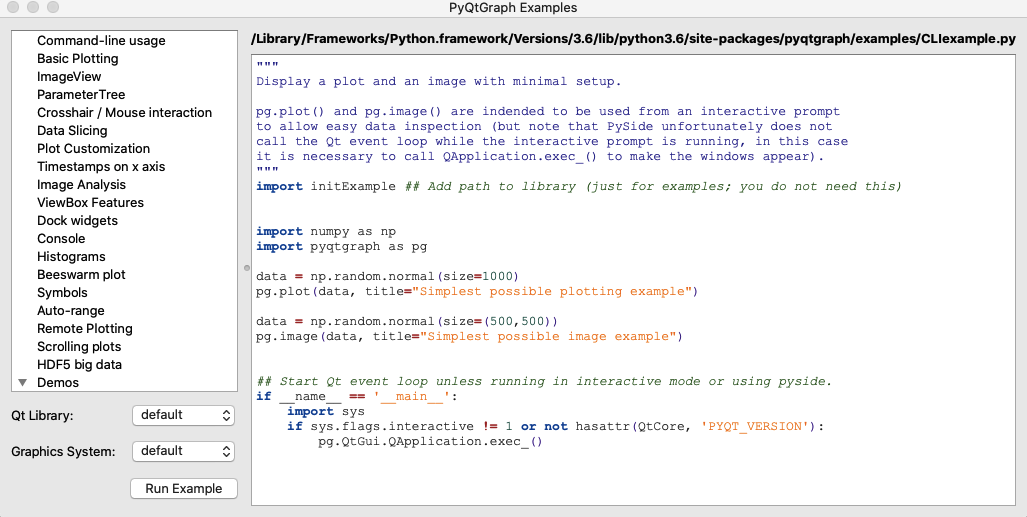 PyQtGraph Examples
Command-line usage
Basic Plotting
ImageView
ParameterTree
Crosshair / Mouse interaction
Data Slicing
Plot Customization
Timestamps on x axis
Image Analysis
ViewBox Features
Dock widgets
Console
Histograms
Beeswarm plot
Symbols
Auto-range
Remote Plotting
Scrolling plots
HDF5 big data
Demos
Qt Library:
default
Graphics System:
default
Run Example
/Library/Frameworks/Python.framework/Versions/3.6/lib/python3.6/site-packages/pyqtgraph/examples/CLIexample.py
"""
Display a plot and an image with minimal setup.
pg.plot() and pg.image() are indended to be used from an interactive prompt
to allow easy data inspection (but note that PySide unfortunately does not
call the Qt event loop while the interactive prompt is running, in this case
it is necessary to call QApplication.exec_() to make the windows appear).
"""
import initExample ## Add path to library (just for examples; you do not need this)
import numpy as np
import pyqtgraph as pg
data = np.random.normal(size=1000)
pg.plot(data, title="Simplest possible plotting example")
data = np.random.normal(size=(500,500))
pg.image(data, title="Simplest possible image example")
## Start Qt event loop unless running in interactive mode or using pyside.
if __name__ == '__main__':
    import sys
    if sys.flags.interactive != 1 or not hasattr(QtCore, 'PYQT_VERSION'):
        pg.QtGui.QApplication.exec_()